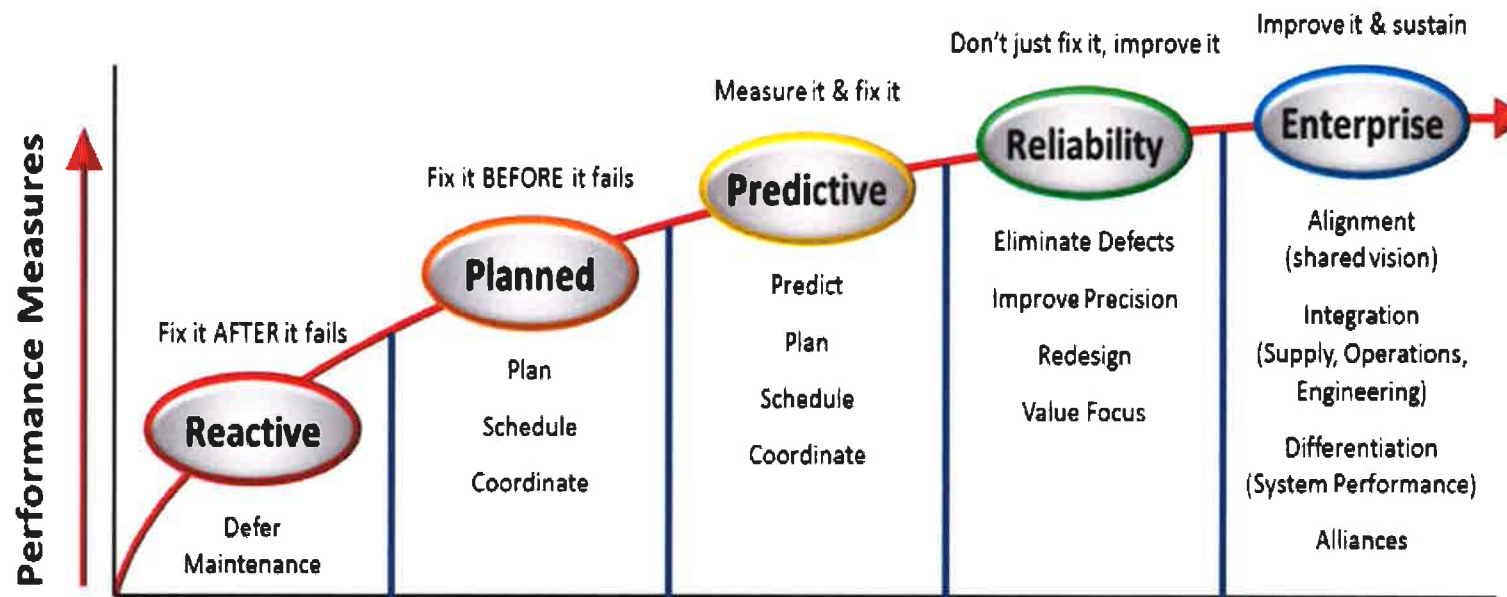 Performance Measures
Fix it AFTER it fails
Reactive
Defer
Maintenance
Fix it BEFORE it fails
Planned
Plan
Schedule
Coordinate
Measure it & fix it
Predictive
Predict
Plan
Schedule
Coordinate
Don't just fix it, improve it
Reliability
Eliminate Defects
Improve Precision
Redesign
Value Focus
Improve it & sustain
Enterprise
Alignment
(shared vision)
Integration
(Supply, Operations,
Engineering)
Differentiation
(System Performance)
Alliances